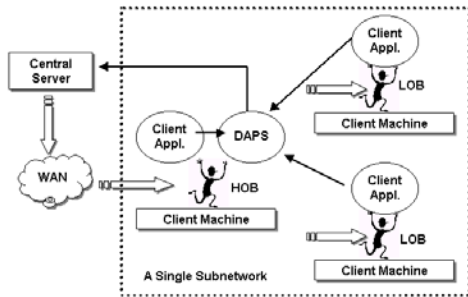 Central
Server
WAN
Client
Appl.
DAPS
HOB
Client Machine
Client
Appl.
LOB
Client Machine
Client
Appl.
LOB
Client Machine
A Single Subnetwork